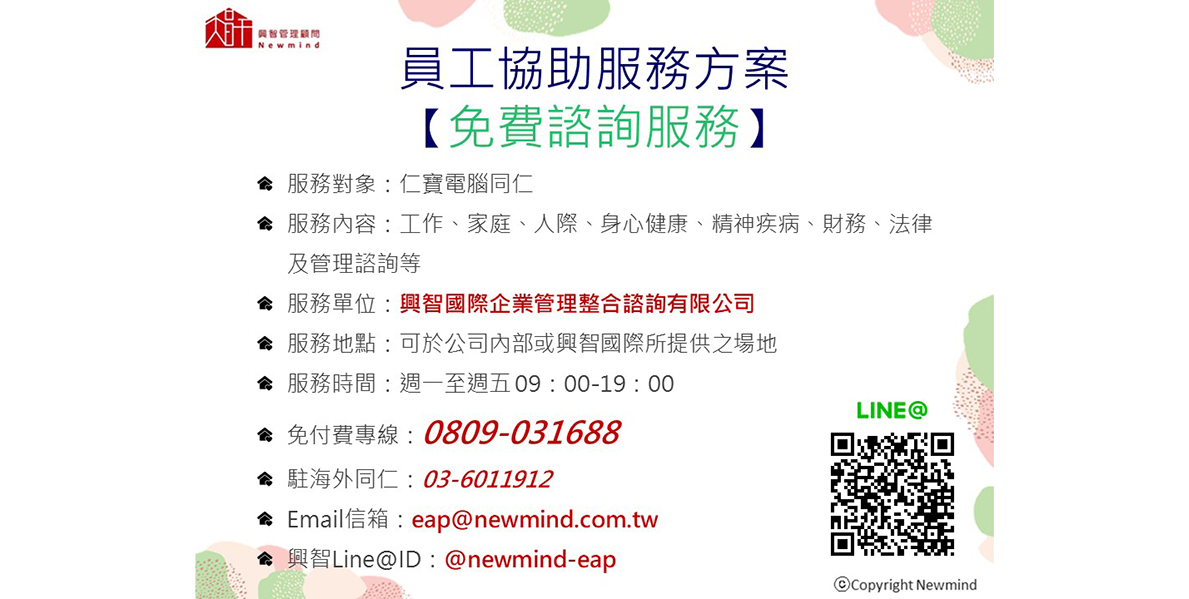 興智管理顧問
Newmind
員工協助服務方案
【免費諮詢服務】
服務對象：仁寶電腦同仁
服務內容：工作、家庭、人際、身心健康、精神疾病、財務、法律
及管理諮詢等
服務單位：興智國際企業管理整合諮詢有限公司
服務地點：可於公司內部或興智國際所提供之場地
服務時間：週一至週五09：00-19：00
免付費專線：0809-031688
駐海外同仁：03-6011912
Email信箱：eap@newmind.com.tw
興智Line@ID：@newmind-eap
LINE@
ⓒCopyright Newmind